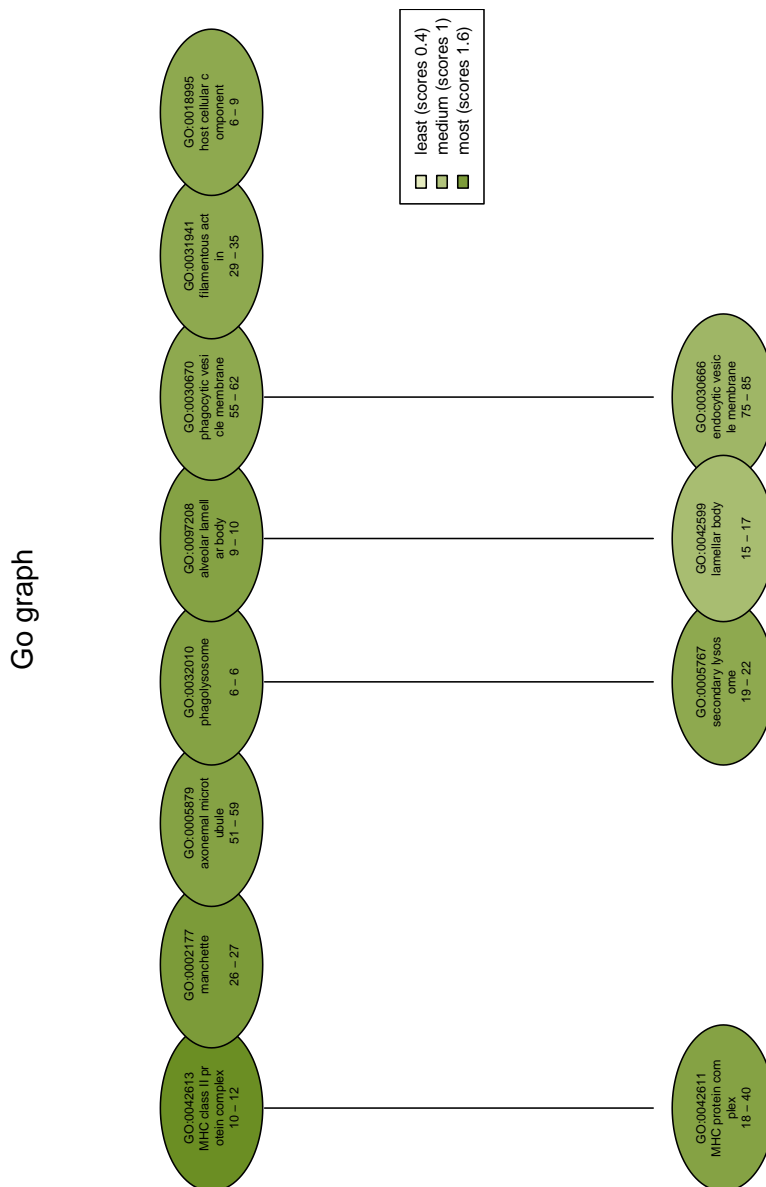 Go graph
GO:0042613
MHC class II pr
otein complex
10 – 12
GO:0002177
manchette
26 – 27
GO:0005879
axonemal microt
ubule
51 – 59
GO:0032010
phagolysosome
6 – 6
GO:0097208
alveolar lamell
ar body
9 – 10
GO:0030670
phagocytic vesi
cle membrane
55 – 62
GO:0031941
filamentous act
in
29 – 35
GO:0018995
host cellular c
omponent
6 – 9
least (scores 0.4)
medium (scores 1)
most (scores 1.6)
GO:0042611
MHC protein com
plex
18 – 40
GO:0005767
secondary lysos
ome
19 – 22
GO:0042599
lamellar body
15 – 17
GO:0030666
endocytic vesic
le membrane
75 – 85